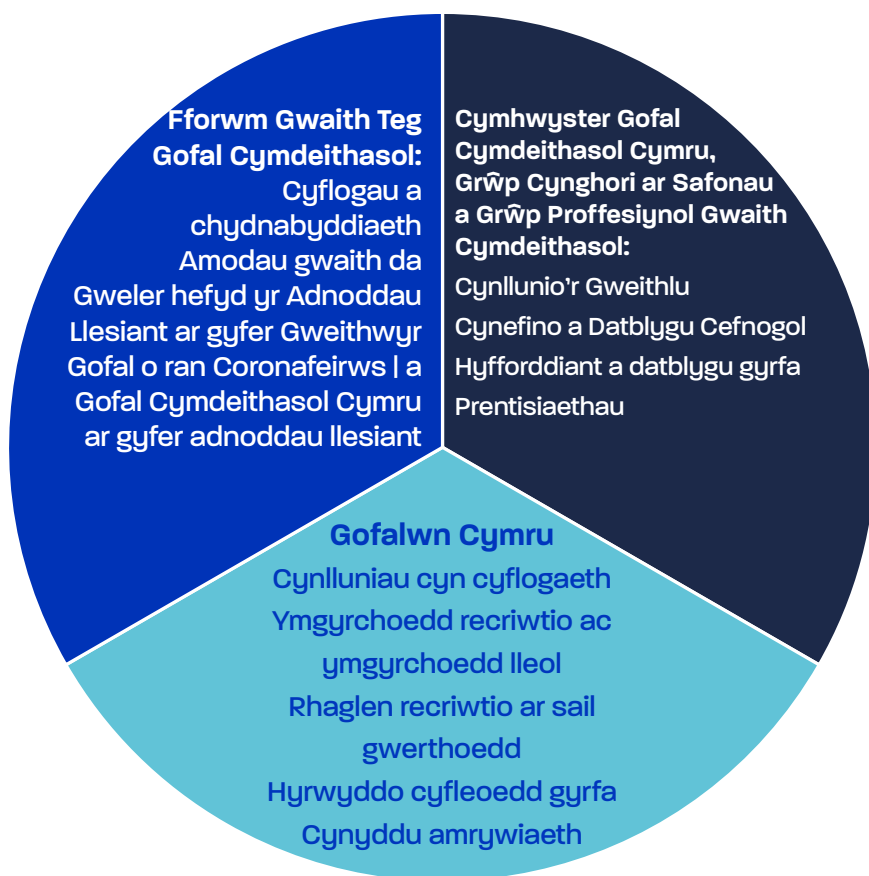 Fforwm Gwaith Teg
Gofal Cymdeithasol:
Cyflogau a
chydnabyddiaeth
Amodau gwaith da
Gweler hefyd yr Adnoddau
Llesiant ar gyfer Gweithwyr
Gofal o ran Coronafeirws | a
Gofal Cymdeithasol Cymru
ar gyfer adnoddau llesiant
Cymhwyster Gofal
Cymdeithasol Cymru,
Grŵp Cynghori ar Safonau
a Grŵp Proffesiynol Gwaith
Cymdeithasol:
Cynllunio’r Gweithlu
Cynefino a Datblygu Cefnogol
Hyfforddiant a datblygu gyrfa
Prentisiaethau
Gofalwn Cymru
Cynlluniau cyn cyflogaeth
Ymgyrchoedd recriwtio ac
ymgyrchoedd lleol
Rhaglen recriwtio ar sail
gwerthoedd
Hyrwyddo cyfleoedd gyrfa
Cynyddu amrywiaeth